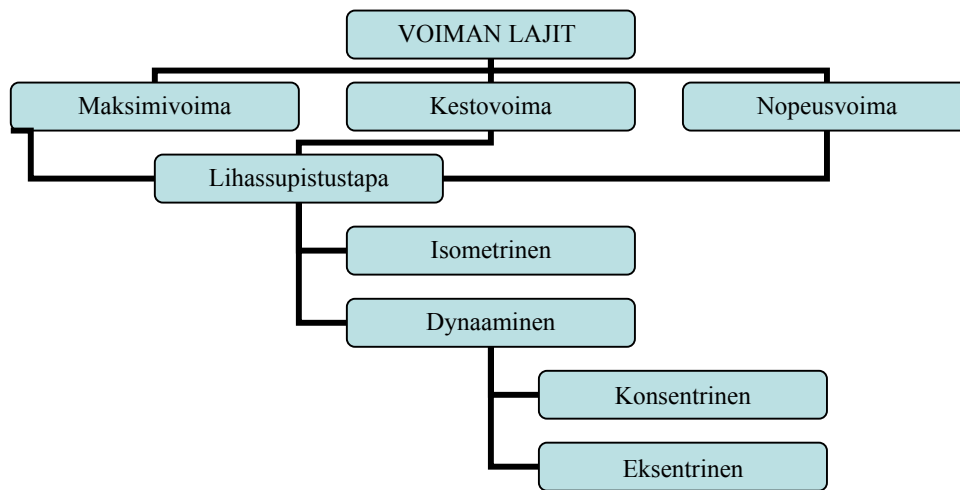 VOIMAN LAJIT
Maksimivoima
Kestovoima
Nopeusvoima
Lihassupistustapa
Isometrinen
Dynaaminen
Konsentrinen
Eksentrinen